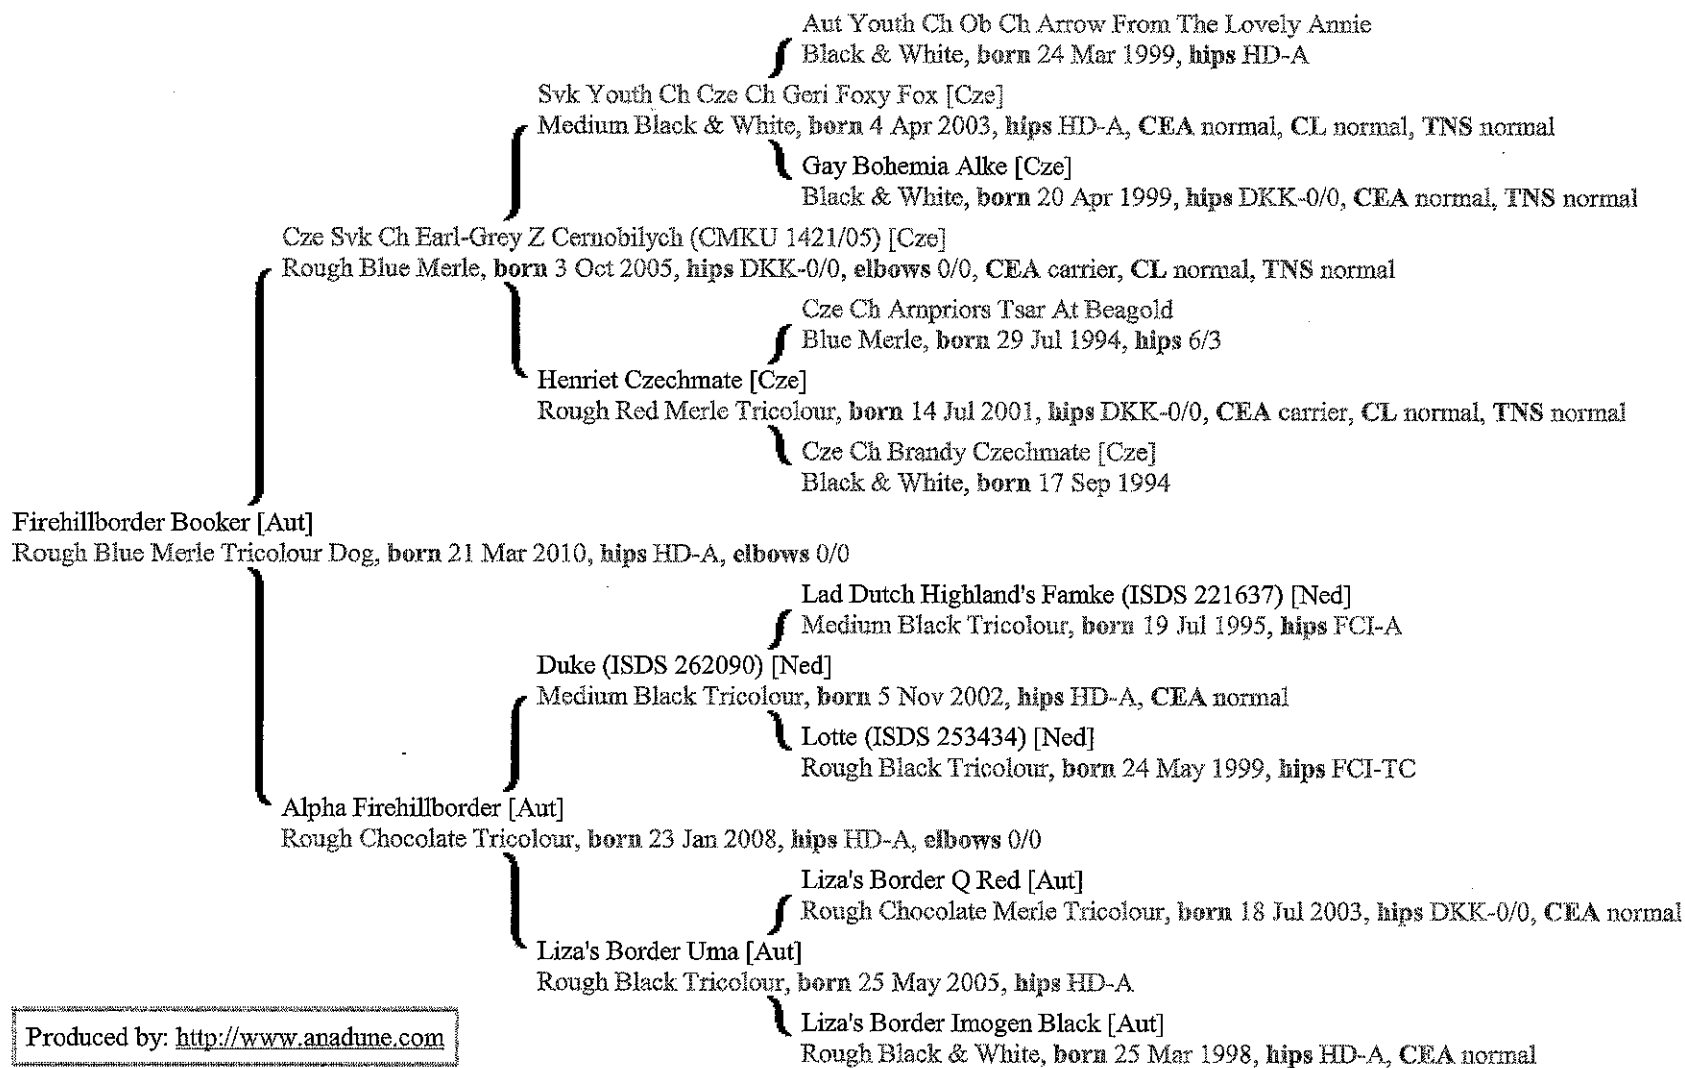 Aut Youth Ch Ob Ch Arrow From The Lovely Annie
Black & White, born 24 Mar 1999, hips HD-A
Svk Youth Ch Cze Ch Geri Foxy Fox [Cze]
Medium Black & White, born 4 Apr 2003, hips HD-A, CEA normal, CL normal, TNS normal
Gay Bohemia Alke [Cze]
Black & White, born 20 Apr 1999, hips DKK-0/0, CEA normal, TNS normal
Cze Svk Ch Earl-Grey Z Cernobilych (CMKU 1421/05) [Cze]
Rough Blue Merle, born 3 Oct 2005, hips DKK-0/0, elbows 0/0, CEA carrier, CL normal, TNS normal
Cze Ch Arnpriors Tsar At Beagold
Blue Merle, born 29 Jul 1994, hips 6/3
Henriet Czechmate [Cze]
Rough Red Merle Tricolour, born 14 Jul 2001, hips DKK-0/0, CEA carrier, CL normal, TNS normal
Cze Ch Brandy Czechmate [Cze]
Black & White, born 17 Sep 1994
Firehillborder Booker [Aut]
Rough Blue Merle Tricolour Dog, born 21 Mar 2010, hips HD-A, elbows 0/0
Lad Dutch Highland's Famke (ISDS 221637) [Ned]
Medium Black Tricolour, born 19 Jul 1995, hips FCI-A
Duke (ISDS 262090) [Ned]
Medium Black Tricolour, born 5 Nov 2002, hips HD-A, CEA normal
Lotte (ISDS 253434) [Ned]
Rough Black Tricolour, born 24 May 1999, hips FCI-TC
Alpha Firehillborder [Aut]
Rough Chocolate Tricolour, born 23 Jan 2008, hips HD-A, elbows 0/0
Liza's Border Q Red [Aut]
Rough Chocolate Merle Tricolour, born 18 Jul 2003, hips DKK-0/0, CEA normal
Liza's Border Uma [Aut]
Rough Black Tricolour, born 25 May 2005, hips HD-A
Liza's Border Imogen Black [Aut]
Rough Black & White, born 25 Mar 1998, hips HD-A, CEA normal
Produced by: http://www.anadune.com